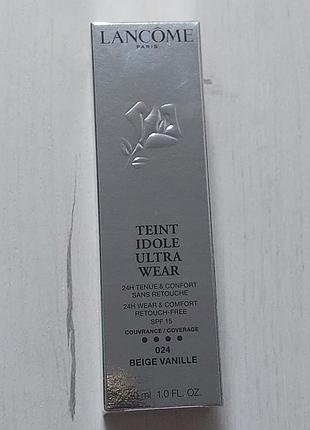 LANCÔME
PARIS
TEINT
IDOLE
ULTRA
WEAR
24H TENUE & CONFORT
SANS RETOUCHE
24H WEAR & COMFORT
RETOUCH-FREE
SPF 15
COUVRANCE / COVERAGE
024
BEIGE VANILLE
ml 1.0 FL. OZ.